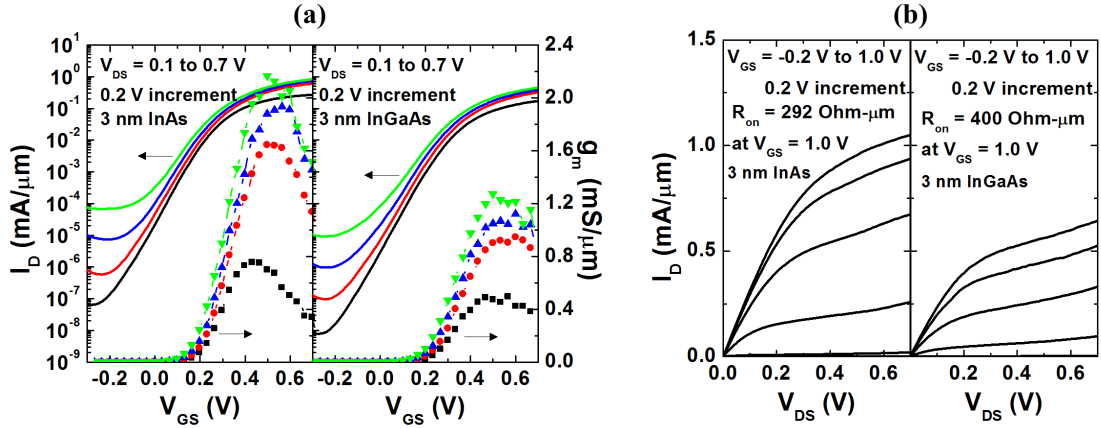 (a)
(b)
10¹
10⁰
10⁻¹
10⁻²
10⁻³
10⁻⁴
10⁻⁵
10⁻⁶
10⁻⁷
10⁻⁸
10⁻⁹
I_D (mA/μm)
V_DS = 0.1 to 0.7 V
0.2 V increment
3 nm InAs
-0.2 0.0 0.2 0.4 0.6
V_GS (V)
V_DS = 0.1 to 0.7 V
0.2 V increment
3 nm InGaAs
-0.2 0.0 0.2 0.4 0.6
V_GS (V)
2.4
2.0
1.6
1.2
0.8
0.4
0.0
g_m (mS/μm)
1.5
1.0
0.5
0.0
I_D (mA/μm)
V_GS = -0.2 V to 1.0 V
0.2 V increment
R_on = 292 Ohm-μm
at V_GS = 1.0 V
3 nm InAs
0.0 0.2 0.4 0.6
V_DS (V)
V_GS = -0.2 V to 1.0 V
0.2 V increment
R_on = 400 Ohm-μm
at V_GS = 1.0 V
3 nm InGaAs
0.2 0.4 0.6
V_DS (V)